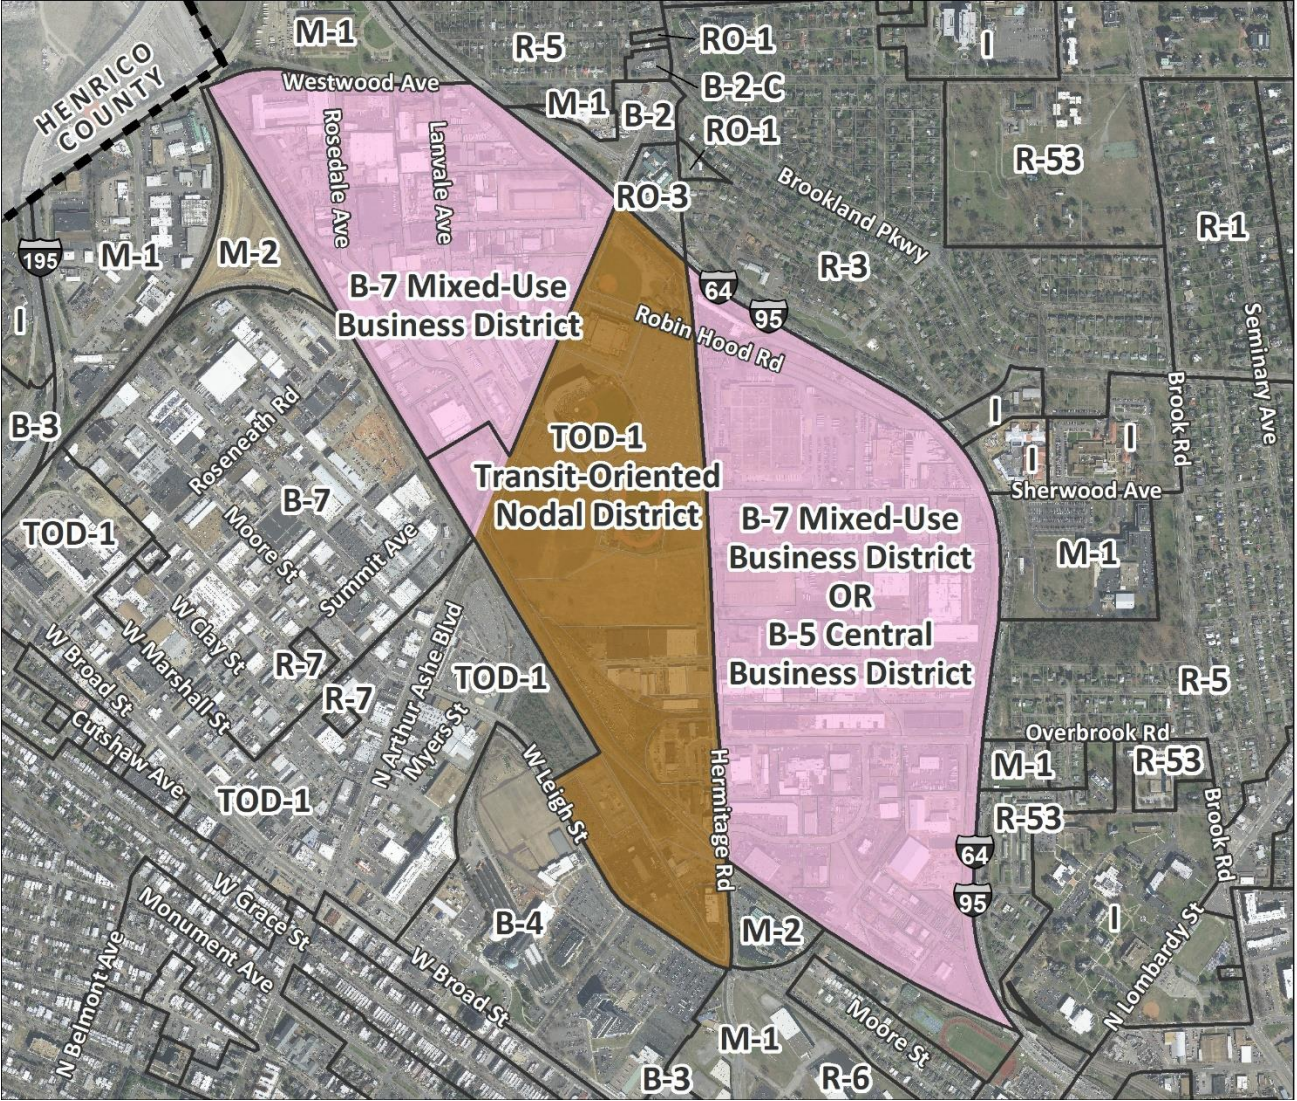 M-1
R-5
RO-1
I
HENRICO
COUNTY
Westwood Ave
B-2-C
M-1
B-2
RO-1
Rosedale Ave
Lanvale Ave
R-53
RO-3
Brookland Pkwy
R-1
195
M-1
M-2
R-3
B-7 Mixed-Use
Business District
64
95
I
Robin Hood Rd
Seminary Ave
Brook Rd
B-3
Roseneath Rd
I
I
I
TOD-1
Transit-Oriented
Nodal District
Sherwood Ave
B-7
TOD-1
Moore St
Summit Ave
B-7 Mixed-Use
Business District
OR
B-5 Central
Business District
M-1
W Clay St
W Marshall St
W Broad St
R-7
R-7
N Arthur Ashe Blvd
TOD-1
Myers St
R-5
Cutshaw Ave
Overbrook Rd
M-1
R-53
TOD-1
W Leigh St
Hermitage Rd
R-53
Brook Rd
64
95
W Grace St
Monument Ave
B-4
M-2
I
N Lombardy St
N Belmont Ave
W Broad St
M-1
Moore St
B-3
R-6